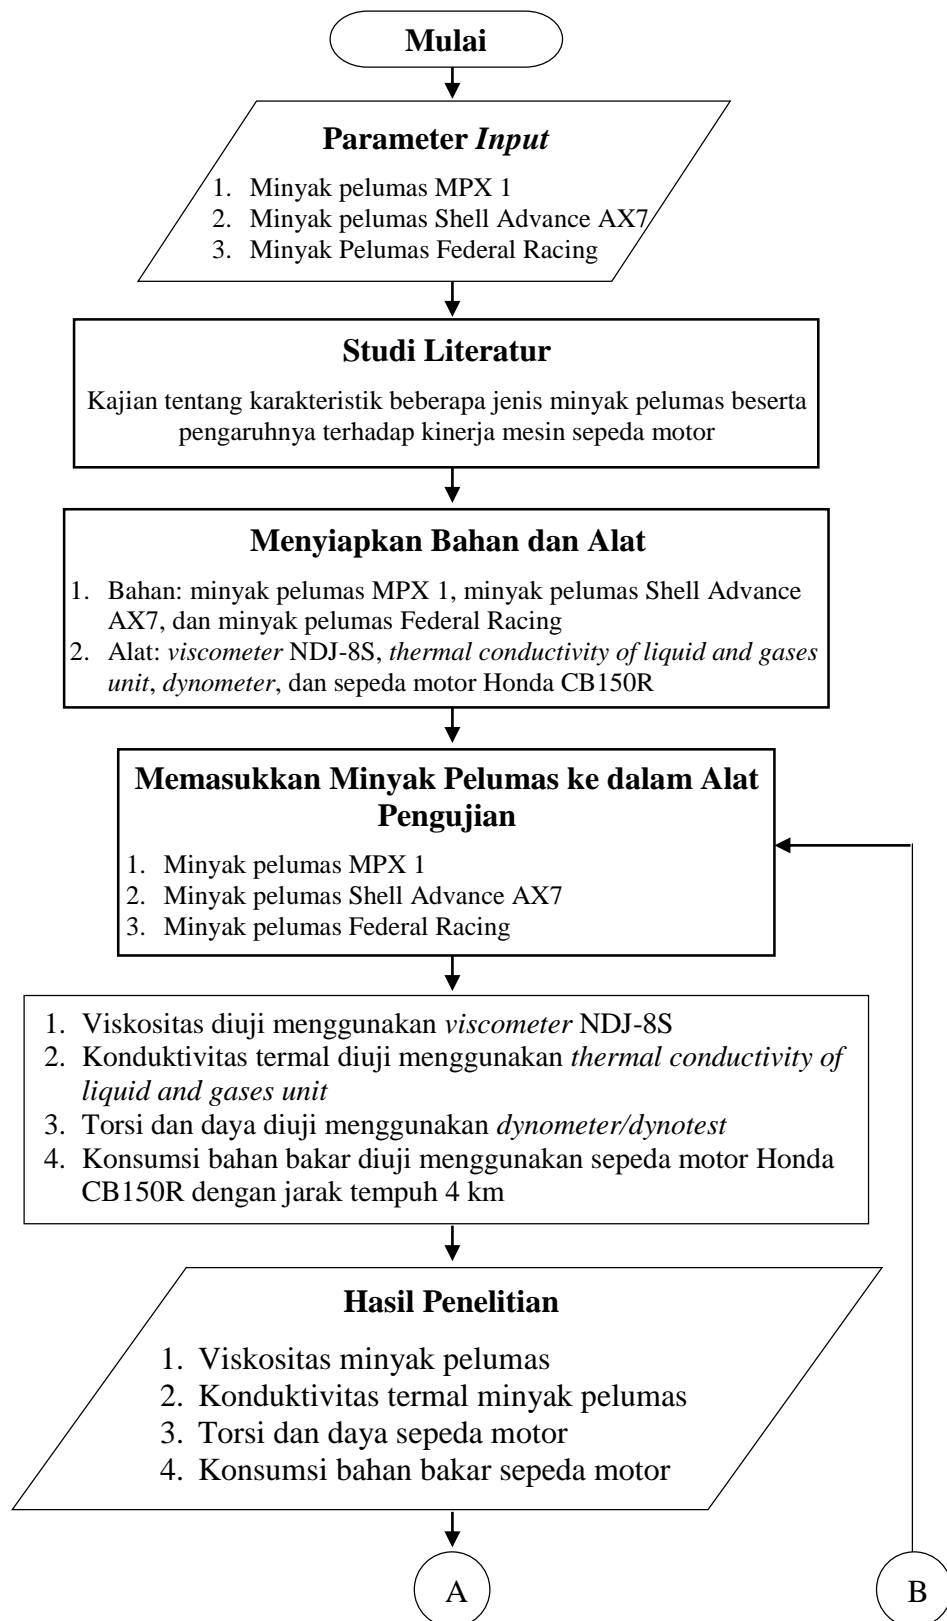 Mulai
Parameter Input
1. Minyak pelumas MPX 1
2. Minyak pelumas Shell Advance AX7
3. Minyak Pelumas Federal Racing
Studi Literatur
Kajian tentang karakteristik beberapa jenis minyak pelumas beserta
pengaruhnya terhadap kinerja mesin sepeda motor
Menyiapkan Bahan dan Alat
1. Bahan: minyak pelumas MPX 1, minyak pelumas Shell Advance
AX7, dan minyak pelumas Federal Racing
2. Alat: viscometer NDJ-8S, thermal conductivity of liquid and gases
unit, dynometer, dan sepeda motor Honda CB150R
Memasukkan Minyak Pelumas ke dalam Alat
Pengujian
1. Minyak pelumas MPX 1
2. Minyak pelumas Shell Advance AX7
3. Minyak pelumas Federal Racing
1. Viskositas diuji menggunakan viscometer NDJ-8S
2. Konduktivitas termal diuji menggunakan thermal conductivity of
liquid and gases unit
3. Torsi dan daya diuji menggunakan dynometer/dynotest
4. Konsumsi bahan bakar diuji menggunakan sepeda motor Honda
CB150R dengan jarak tempuh 4 km
Hasil Penelitian
1. Viskositas minyak pelumas
2. Konduktivitas termal minyak pelumas
3. Torsi dan daya sepeda motor
4. Konsumsi bahan bakar sepeda motor
A
B